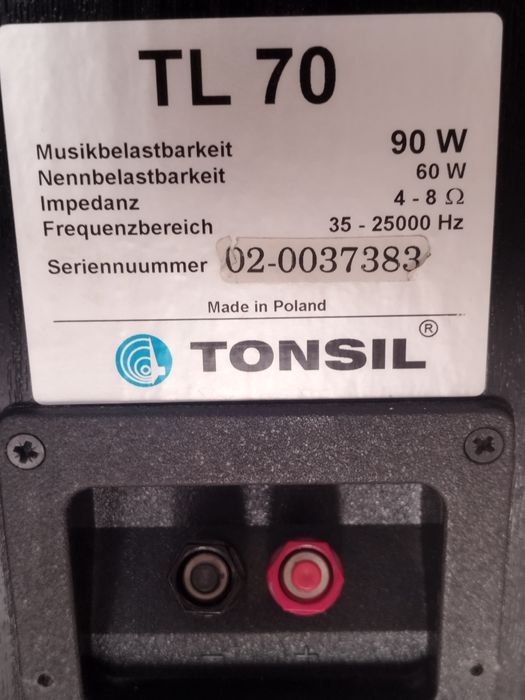 TL 70
Musikbelastbarkeit 90 W
Nennbelastbarkeit 60 W
Impedanz 4 - 8 Ω
Frequenzbereich 35 - 25000 Hz
Seriennuummer 02-0037383
Made in Poland
TONSIL ®
- +